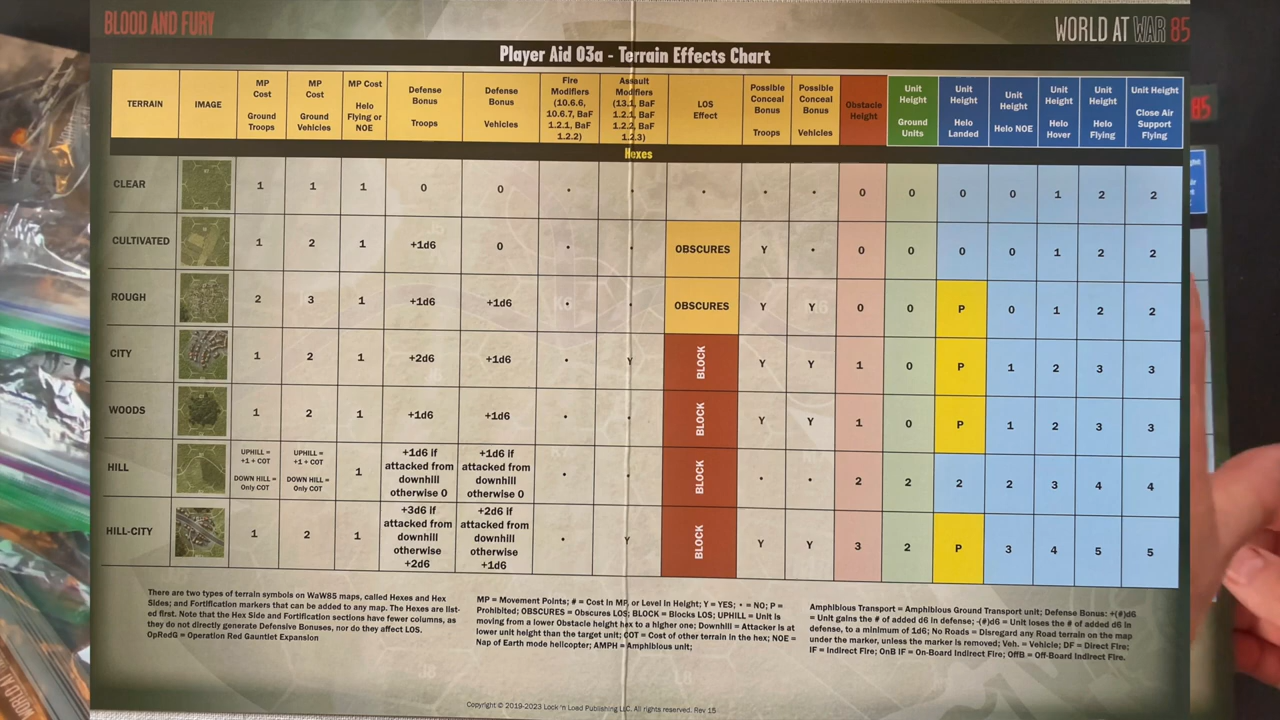 BLOOD AND FURY
WORLD AT WAR 85
85
Player Aid 03a - Terrain Effects Chart
TERRAIN
IMAGE
MP
Cost
Ground
Troops
MP
Cost
Ground
Vehicles
MP Cost
Helo
Flying or
NOE
Defense
Bonus
Troops
Defense
Bonus
Vehicles
Fire
Modifiers
(10.6.6,
10.6.7, BaF
1.2.1, BaF
1.2.2)
Assault
Modifiers
(13.1, BaF
1.2.1, BaF
1.2.2, BaF
1.2.3)
LOS
Effect
Possible
Conceal
Bonus
Troops
Possible
Conceal
Bonus
Vehicles
Obstacle
Height
Unit
Height
Ground
Units
Unit
Height
Helo
Landed
Unit
Height
Helo NOE
Unit
Height
Helo
Hover
Unit
Height
Helo
Flying
Unit Height
Close Air
Support
Flying
Hexes
CLEAR 1 1 1 0 0 • • • • • 0 0 0 0 1 2 2
CULTIVATED 1 2 1 +1d6 0 • • OBSCURES Y • 0 0 0 0 1 2 2
ROUGH 2 3 1 +1d6 +1d6 • • OBSCURES Y Y 0 0 P 0 1 2 2
CITY 1 2 1 +2d6 +1d6 • Y BLOCK Y Y 1 0 P 1 2 3 3
WOODS 1 2 1 +1d6 +1d6 • • BLOCK Y Y 1 0 P 1 2 3 3
HILL
UPHILL =
+1 + COT
DOWN HILL =
Only COT
UPHILL =
+1 + COT
DOWN HILL =
Only COT
1
+1d6 if
attacked from
downhill
otherwise 0
+1d6 if
attacked from
downhill
otherwise 0
• • BLOCK • • 2 2 2 2 3 4 4
HILL-CITY 1 2 1
+3d6 if
attacked from
downhill
otherwise
+2d6
+2d6 if
attacked from
downhill
otherwise
+1d6
• Y BLOCK Y Y 3 2 P 3 4 5 5
There are two types of terrain symbols on WaW85 maps, called Hexes and Hex
Sides; and Fortification markers that can be added to any map. The Hexes are list-
ed first. Note that the Hex Side and Fortification sections have fewer columns, as
they do not directly generate Defensive Bonuses, nor do they affect LOS.
OpRedG = Operation Red Gauntlet Expansion
MP = Movement Points; # = Cost in MP, or Level in Height; Y = YES; • = NO; P =
Prohibited; OBSCURES = Obscures LOS; BLOCK = Blocks LOS; UPHILL = Unit is
moving from a lower Obstacle height hex to a higher one; Downhill = Attacker is at
lower unit height than the target unit; COT = Cost of other terrain in the hex; NOE =
Nap of Earth mode helicopter; AMPH = Amphibious unit;
Amphibious Transport = Amphibious Ground Transport unit; Defense Bonus: +(#)d6
= Unit gains the # of added d6 in defense; -(#)d6 = Unit loses the # of added d6 in
defense, to a minimum of 1d6; No Roads = Disregard any Road terrain on the map
under the marker, unless the marker is removed; Veh. = Vehicle; DF = Direct Fire;
IF = Indirect Fire; OnB IF = On-Board Indirect Fire; OffB = Off-Board Indirect Fire.
Copyright © 2019-2023 Lock 'n Load Publishing LLC. All rights reserved. Rev 15